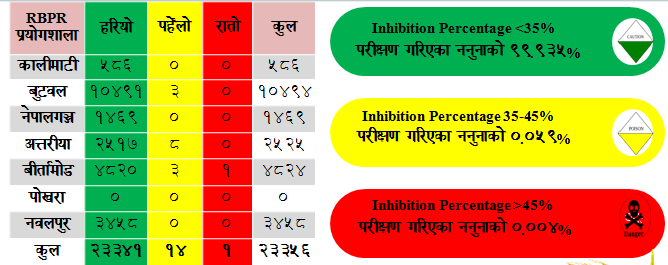 RBPR प्रयोगशाला हरियो पहेंलो रातो कुल
कालीमाटी ५८६ ० ० ५८६
बुटवल १०४९१ ३ ० १०४९४
नेपालगञ्ज १४६९ ० ० १४६९
अत्तरीया २५१७ ८ ० २५२५
बीर्तामोड ४८२० ३ १ ४८२४
पोखरा ० ० ० ०
नवलपुर ३४५८ ० ० ३४५८
कुल २३३४१ १४ १ २३३५६
Inhibition Percentage <35%
परीक्षण गरिएका नमुनाको ९९.९३५%
CAUTION
Inhibition Percentage 35-45%
परीक्षण गरिएका नमुनाको ०.०५९%
POISON
Inhibition Percentage >45%
परीक्षण गरिएका नमुनाको ०.००४%
Danger